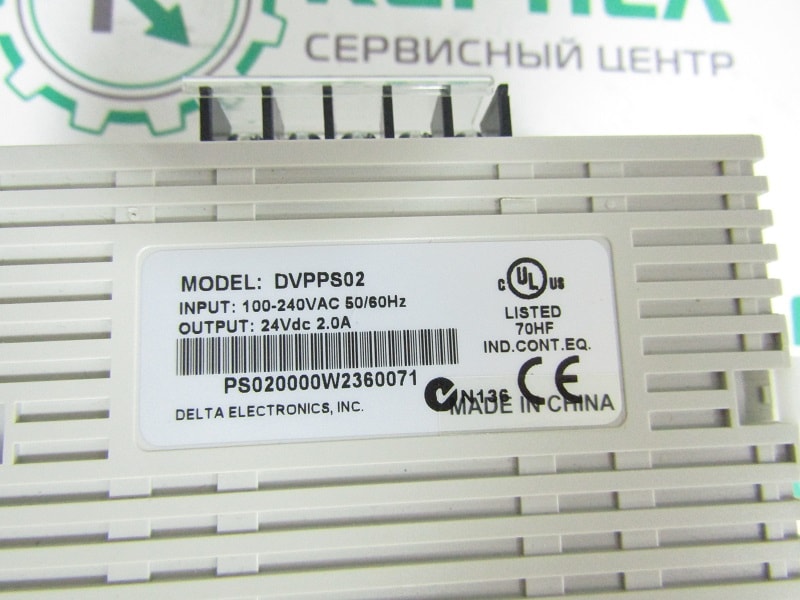 СЕРВИСНЫЙ ЦЕНТР
MODEL: DVPPS02
INPUT: 100-240VAC 50/60Hz
OUTPUT: 24Vdc 2.0A
PS020000W2360071
DELTA ELECTRONICS, INC.
C UL US
LISTED
70HF
IND.CONT.EQ.
N136 CE
MADE IN CHINA